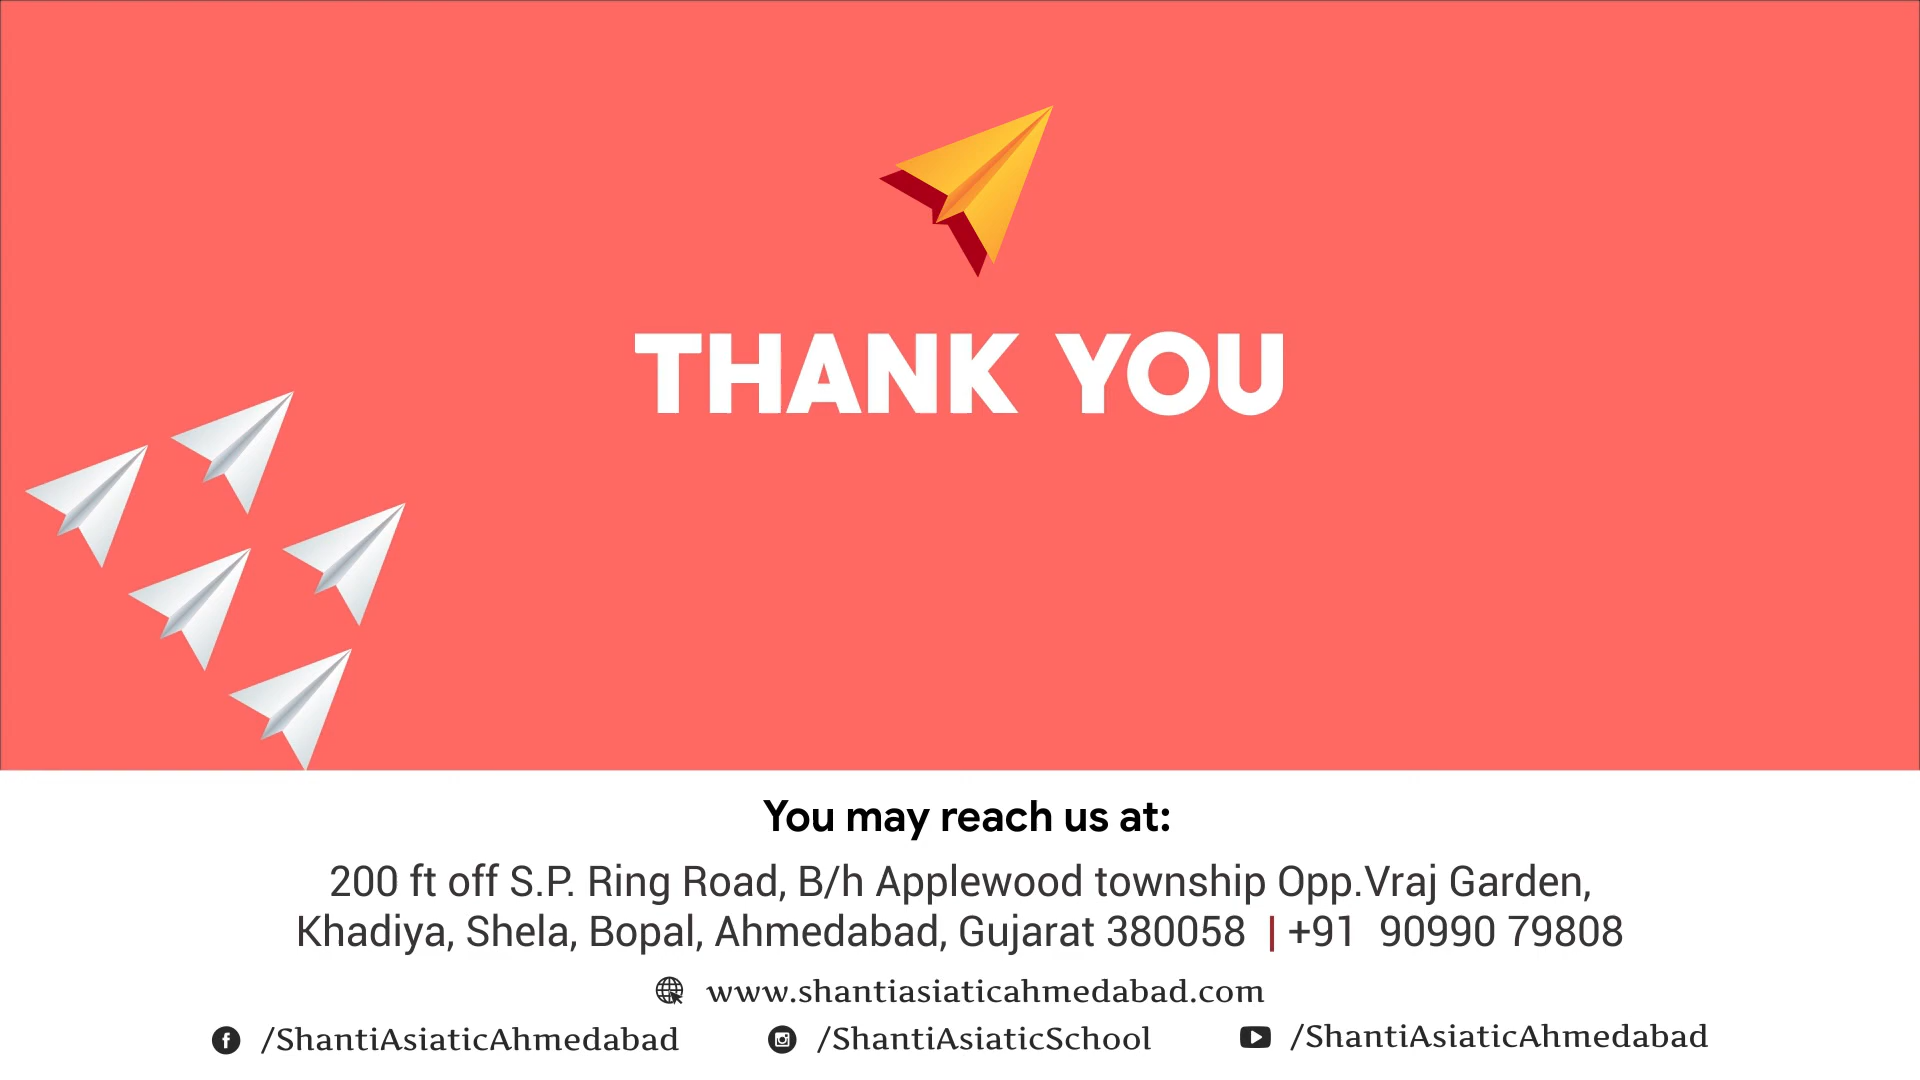 THANK YOU
You may reach us at:
200 ft off S.P. Ring Road, B/h Applewood township Opp.Vraj Garden,
Khadiya, Shela, Bopal, Ahmedabad, Gujarat 380058 | +91 90990 79808
www.shantiasiaticahmedabad.com
/ShantiAsiaticAhmedabad /ShantiAsiaticSchool /ShantiAsiaticAhmedabad